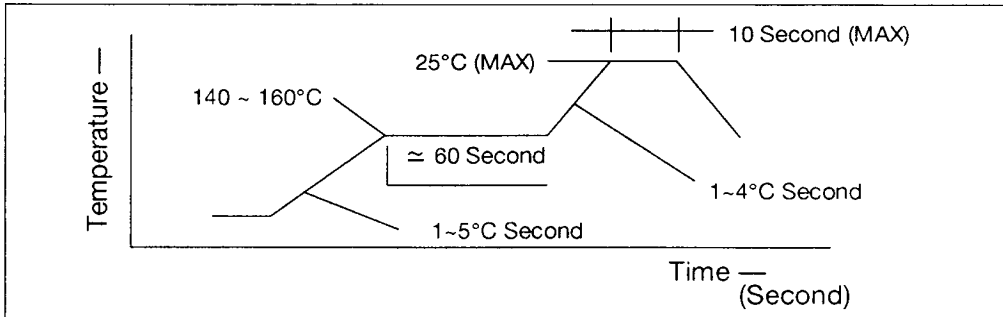 10 Second (MAX)
25°C (MAX)
140 ~ 160°C
≃ 60 Second
1~4°C Second
1~5°C Second
Temperature —
Time —
(Second)